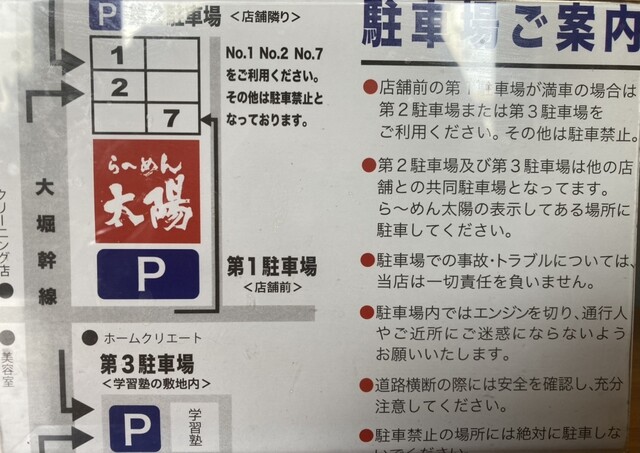 P
駐車場
＜店舗隣り＞
1
2
7
No.1 No.2 No.7
をご利用ください。
その他は駐車禁止と
なっております。
ら〜めん
太陽
P
第1駐車場
＜店舗前＞
大堀幹線
クリーニング店
美容室
ホームクリエート
第3駐車場
＜学習塾の敷地内＞
P
学習塾
駐車場ご案内
●店舗前の第1駐車場が満車の場合は
第2駐車場または第3駐車場を
ご利用ください。その他は駐車禁止。
●第2駐車場及び第3駐車場は他の店
舗との共同駐車場となってます。
ら〜めん太陽の表示してある場所に
駐車してください。
●駐車場での事故・トラブルについては、
当店は一切責任を負いません。
●駐車場内ではエンジンを切り、通行人
やご近所にご迷惑にならないよう
お願いいたします。
●道路横断の際には安全を確認し、充分
注意してください。
●駐車禁止の場所には絶対に駐車しな